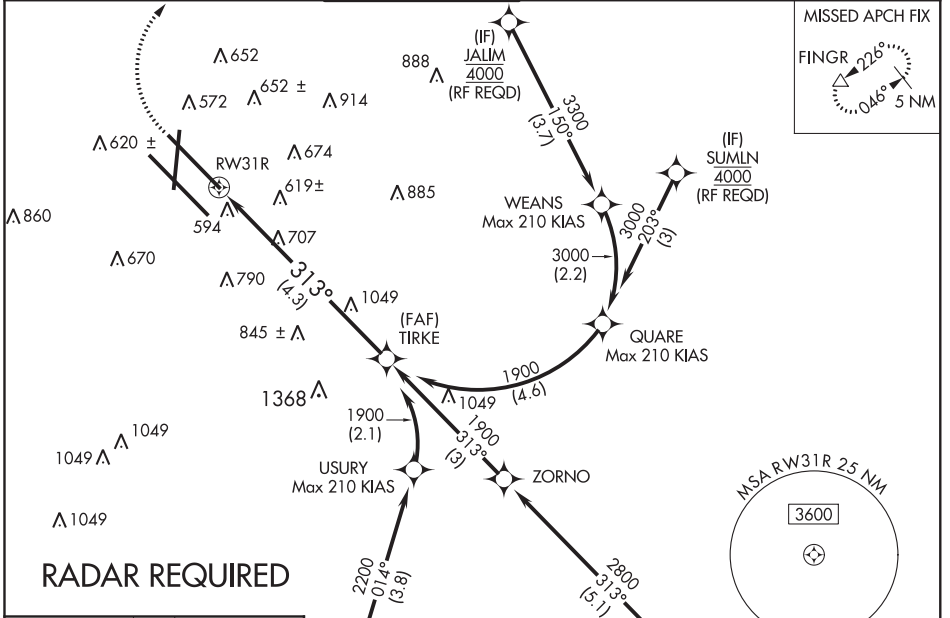 MISSED APCH FIX
FINGR
226°
046°
5 NM
(IF)
JALIM
4000
(RF REQD)
888
652
652 ±
572
914
620 ±
674
RW31R
619±
885
594
860
707
670
790
313°
(4.3)
1049
845 ±
(FAF)
TIRKE
1368
3300
150°
(3.7)
(IF)
SUMLN
4000
(RF REQD)
WEANS
Max 210 KIAS
3000
203°
(3)
3000
(2.2)
QUARE
Max 210 KIAS
1900
(4.6)
1049
1900
(2.1)
1900
313°
(3)
1049
1049
USURY
Max 210 KIAS
ZORNO
1049
RADAR REQUIRED
2200
014°
(3.8)
2800
313°
(5.1)
MSA RW31R 25 NM
3600